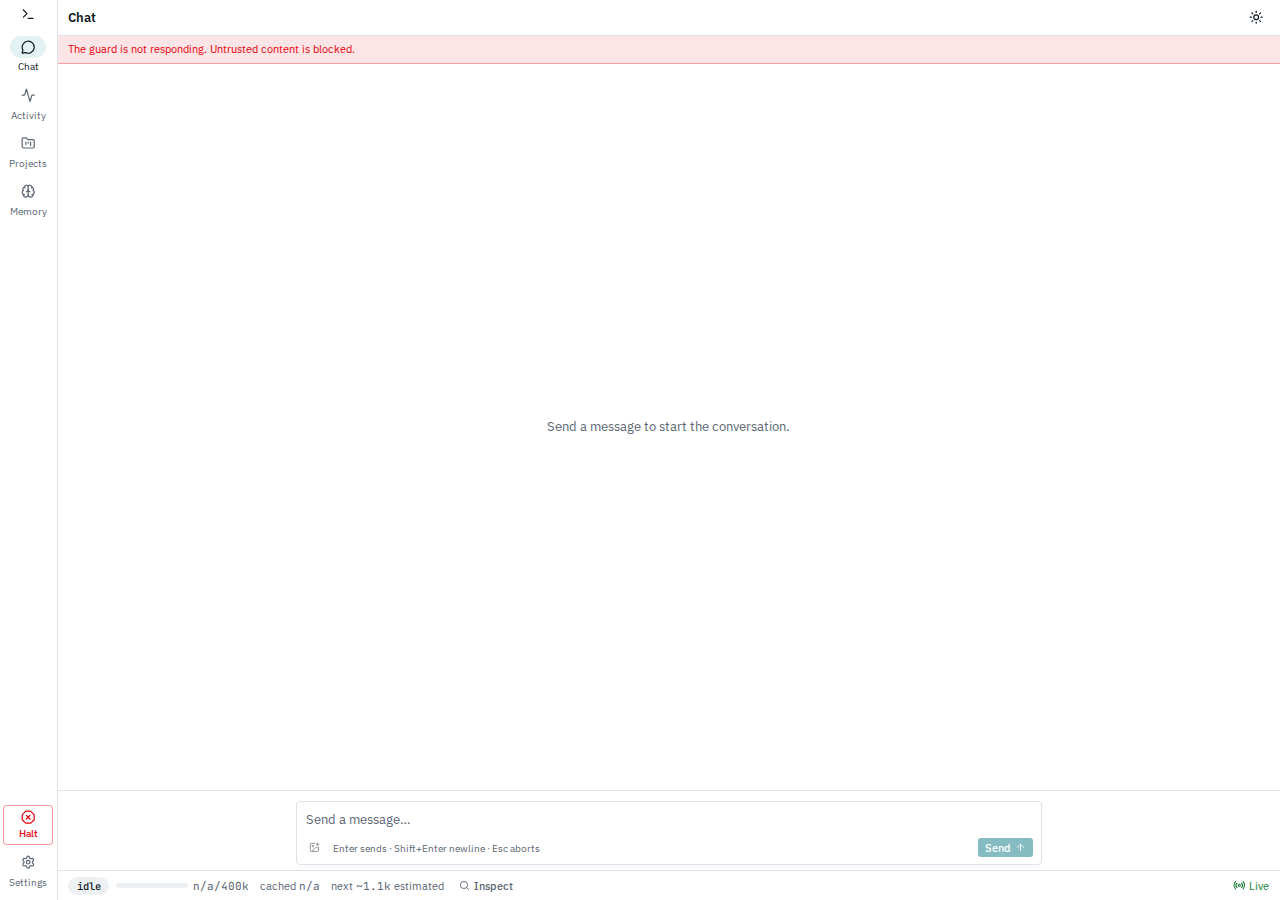 Chat
The guard is not responding. Untrusted content is blocked.
Chat
Activity
Projects
Memory
Send a message to start the conversation.
Send a message...
Enter sends · Shift+Enter newline · Esc aborts
Send
Halt
Settings
idle n/a/400k cached n/a next ~1.1k estimated Inspect Live